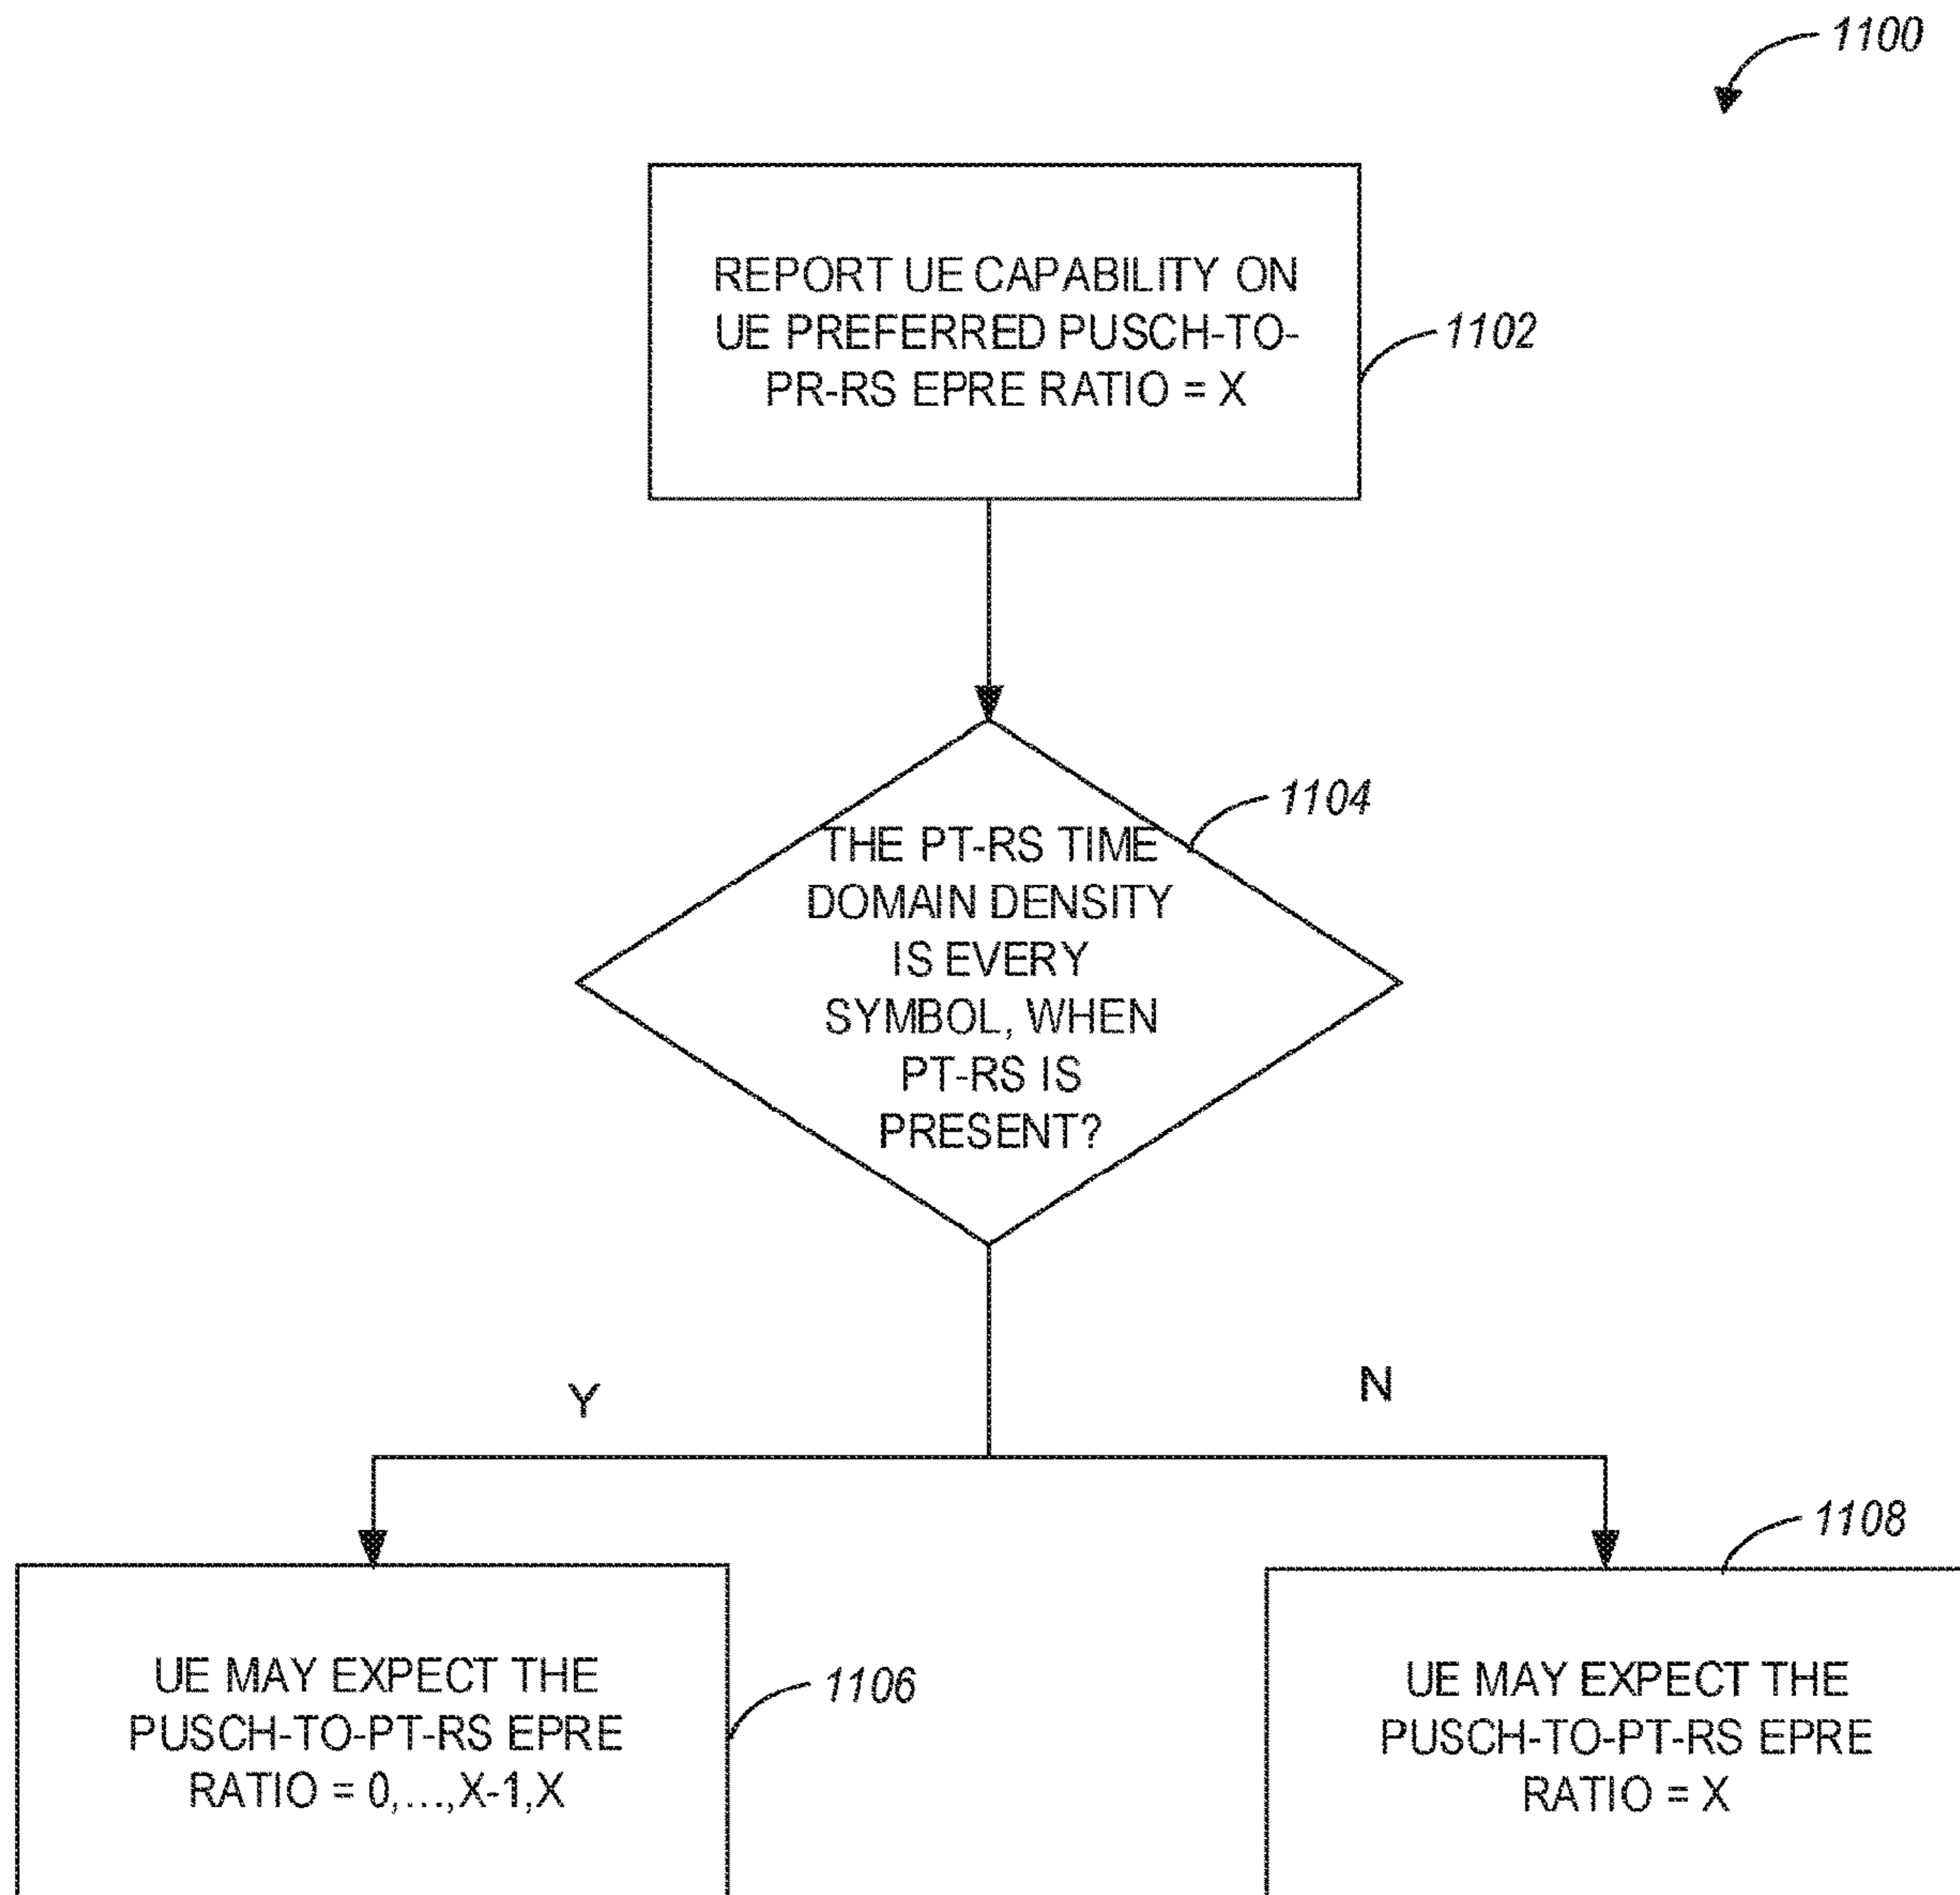 1100
REPORT UE CAPABILITY ON
UE PREFERRED PUSCH-TO-
PR-RS EPRE RATIO = X
1102
1104
THE PT-RS TIME
DOMAIN DENSITY
IS EVERY
SYMBOL, WHEN
PT-RS IS
PRESENT?
Y
N
1108
UE MAY EXPECT THE
PUSCH-TO-PT-RS EPRE
RATIO = 0,...,X-1,X
1106
UE MAY EXPECT THE
PUSCH-TO-PT-RS EPRE
RATIO = X